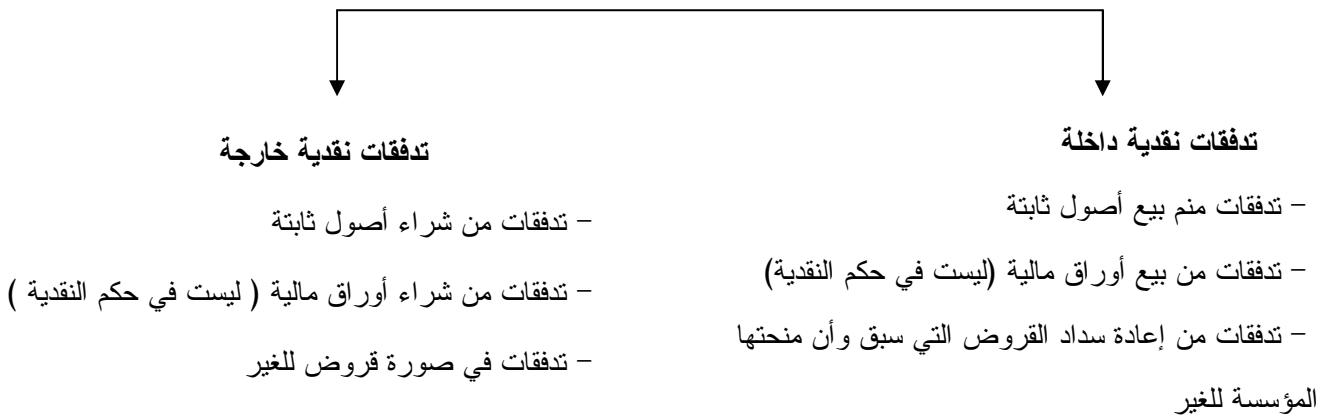 تدفقات نقدية داخلة
- تدفقات منم بيع أصول ثابتة
- تدفقات من بيع أوراق مالية (ليست في حكم النقدية)
- تدفقات من إعادة سداد القروض التي سبق وأن منحتها
المؤسسة للغير
تدفقات نقدية خارجة
- تدفقات من شراء أصول ثابتة
- تدفقات من شراء أوراق مالية ( ليست في حكم النقدية )
- تدفقات في صورة قروض للغير